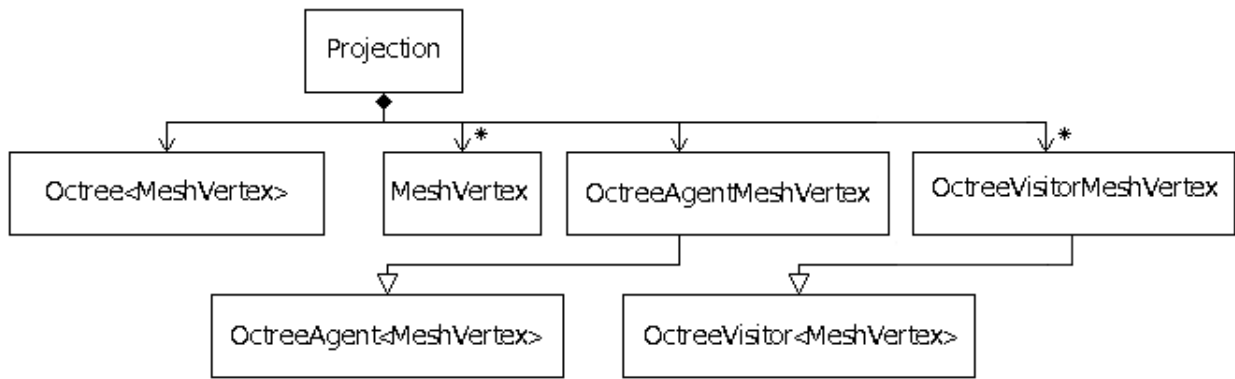 Projection
*
*
Octree<MeshVertex>
MeshVertex
OctreeAgentMeshVertex
OctreeVisitorMeshVertex
OctreeAgent<MeshVertex>
OctreeVisitor<MeshVertex>